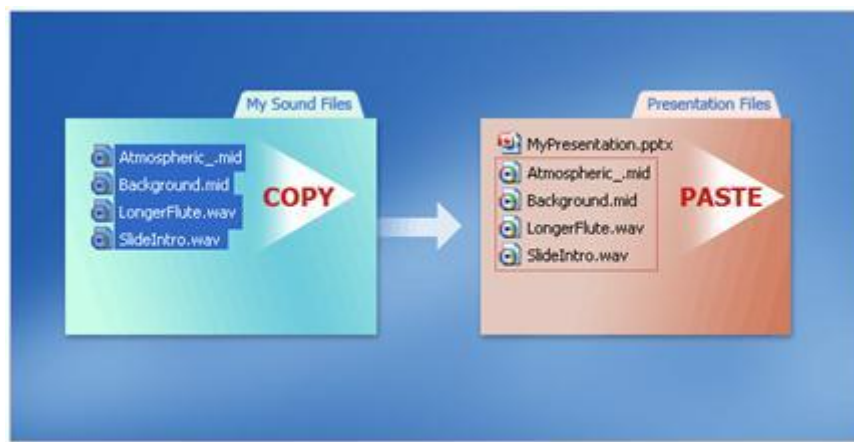 My Sound Files
Atmospheric_.mid
Background.mid
LongerFlute.wav
SlideIntro.wav
COPY
Presentation Files
MyPresentation.pptx
Atmospheric_.mid
Background.mid
LongerFlute.wav
SlideIntro.wav
PASTE